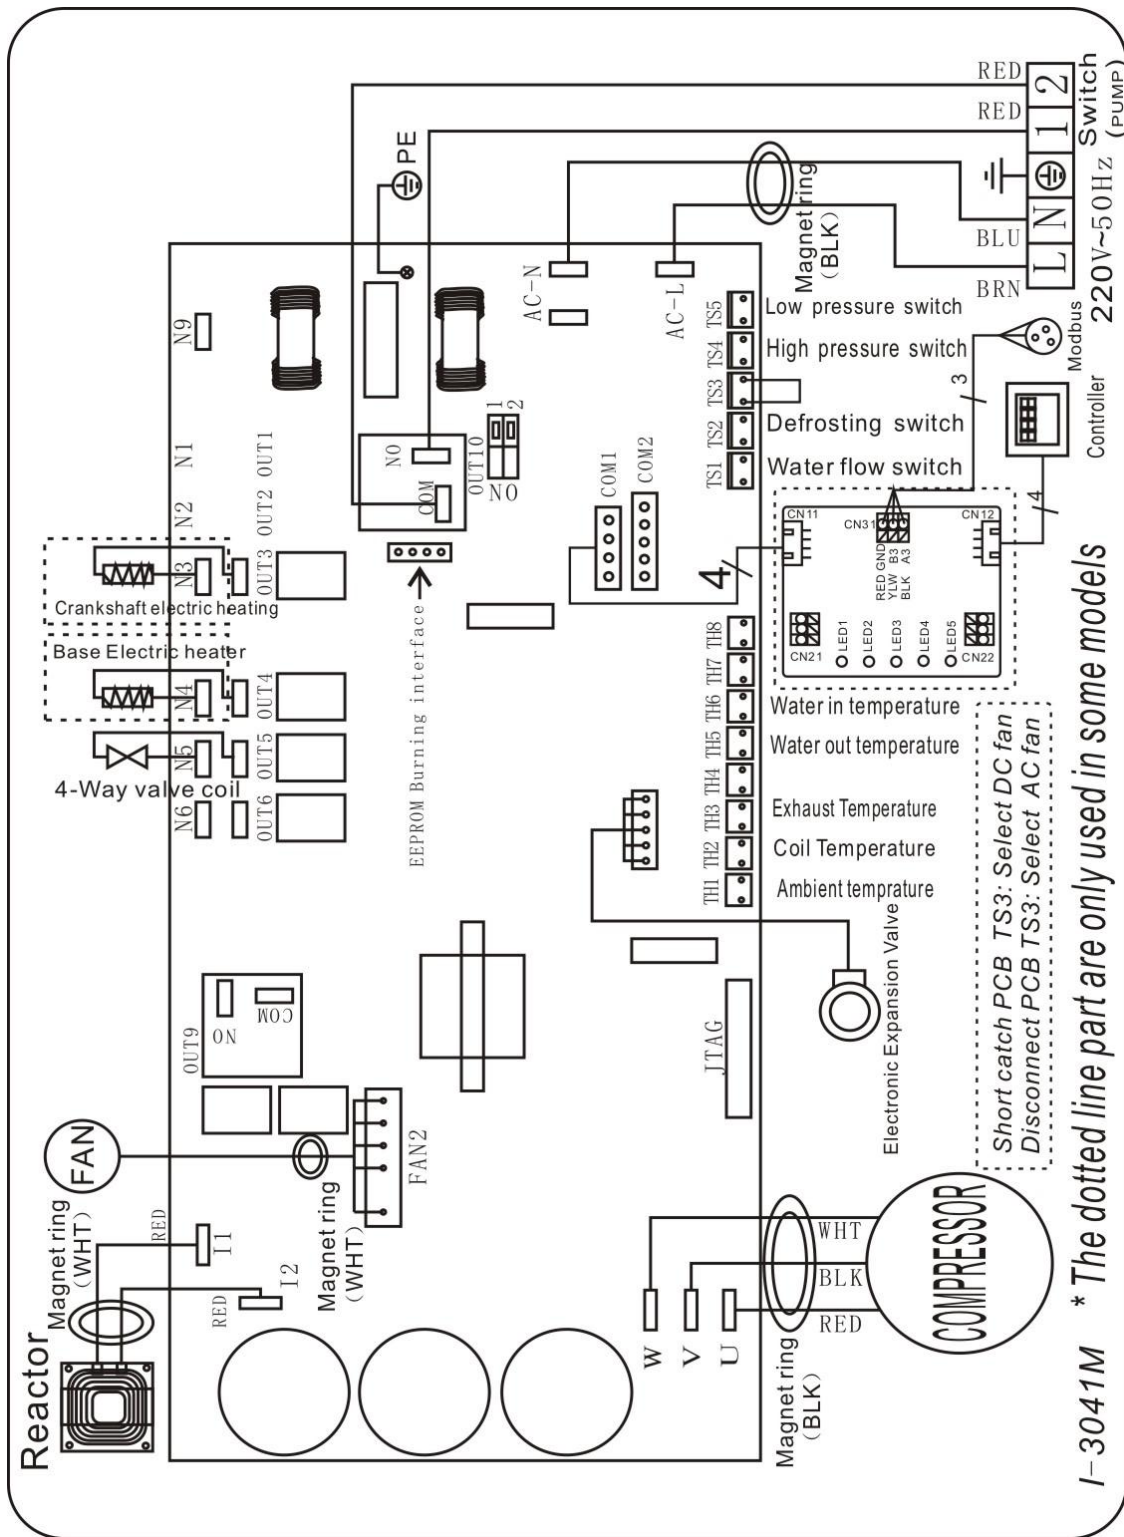 RED
2
Switch
(PUMP)
RED
1
PE
Magnet ring
(BLK)
BLU
N
BRN
L
220V~50Hz
AC-N
AC-L
N9
N1
N2
N3
N4
N5
N6
OUT1
OUT2
OUT3
OUT4
OUT5
OUT6
Crankshaft electric heating
Base Electric heater
4-Way valve coil
NO
COM
OUT10
1
2
NO
EEPROM Burning interface
COM1
COM2
TS5
TS4
TS3
TS2
TS1
Low pressure switch
High pressure switch
Defrosting switch
Water flow switch
3
Modbus
Controller
4
4
CN11
CN31
CN12
RED GND
YLW B3
BLK A3
CN21
LED1
LED2
LED3
LED4
LED5
CN22
TH8
TH7
TH6
TH5
TH4
TH3
TH2
TH1
Water in temperature
Water out temperature
Exhaust Temperature
Coil Temperature
Ambient temprature
Electronic Expansion Valve
JTAG
OUT9
NO
COM
FAN
FAN2
Magnet ring
(WHT)
Reactor
Magnet ring
(WHT)
RED
I1
RED
I2
W
V
U
WHT
BLK
RED
Magnet ring
(BLK)
COMPRESSOR
Short catch PCB TS3: Select DC fan
Disconnect PCB TS3: Select AC fan
I-3041M * The dotted line part are only used in some models